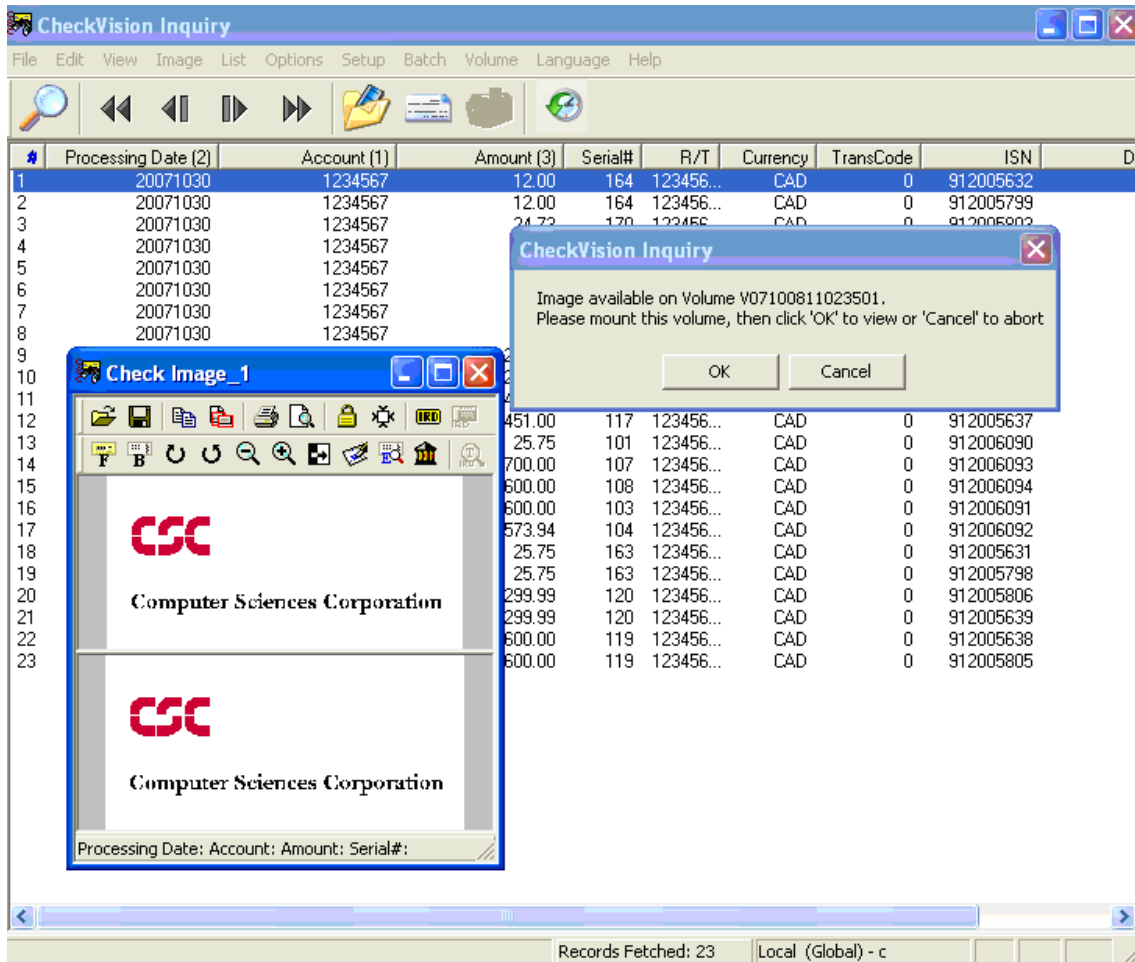 CheckVision Inquiry
File Edit View Image List Options Setup Batch Volume Language Help
# Processing Date (2) Account (1) Amount (3) Serial# R/T Currency TransCode ISN D
1 20071030 1234567 12.00 164 123456... CAD 0 912005632
2 20071030 1234567 12.00 164 123456... CAD 0 912005799
3 20071030 1234567 24.73 170 123456 CAD 0 912005803
4 20071030 1234567
5 20071030 1234567
6 20071030 1234567
7 20071030 1234567
8 20071030 1234567
9
10
11
12 451.00 117 123456... CAD 0 912005637
13 25.75 101 123456... CAD 0 912006090
14 700.00 107 123456... CAD 0 912006093
15 600.00 108 123456... CAD 0 912006094
16 600.00 103 123456... CAD 0 912006091
17 573.94 104 123456... CAD 0 912006092
18 25.75 163 123456... CAD 0 912005631
19 25.75 163 123456... CAD 0 912005798
20 299.99 120 123456... CAD 0 912005806
21 299.99 120 123456... CAD 0 912005639
22 600.00 119 123456... CAD 0 912005638
23 600.00 119 123456... CAD 0 912005805
CheckVision Inquiry
Image available on Volume V07100811023501.
Please mount this volume, then click 'OK' to view or 'Cancel' to abort
OK Cancel
Check Image_1
IRD
F B
CSC
Computer Sciences Corporation
CSC
Computer Sciences Corporation
Processing Date: Account: Amount: Serial#:
Records Fetched: 23 Local (Global) - c